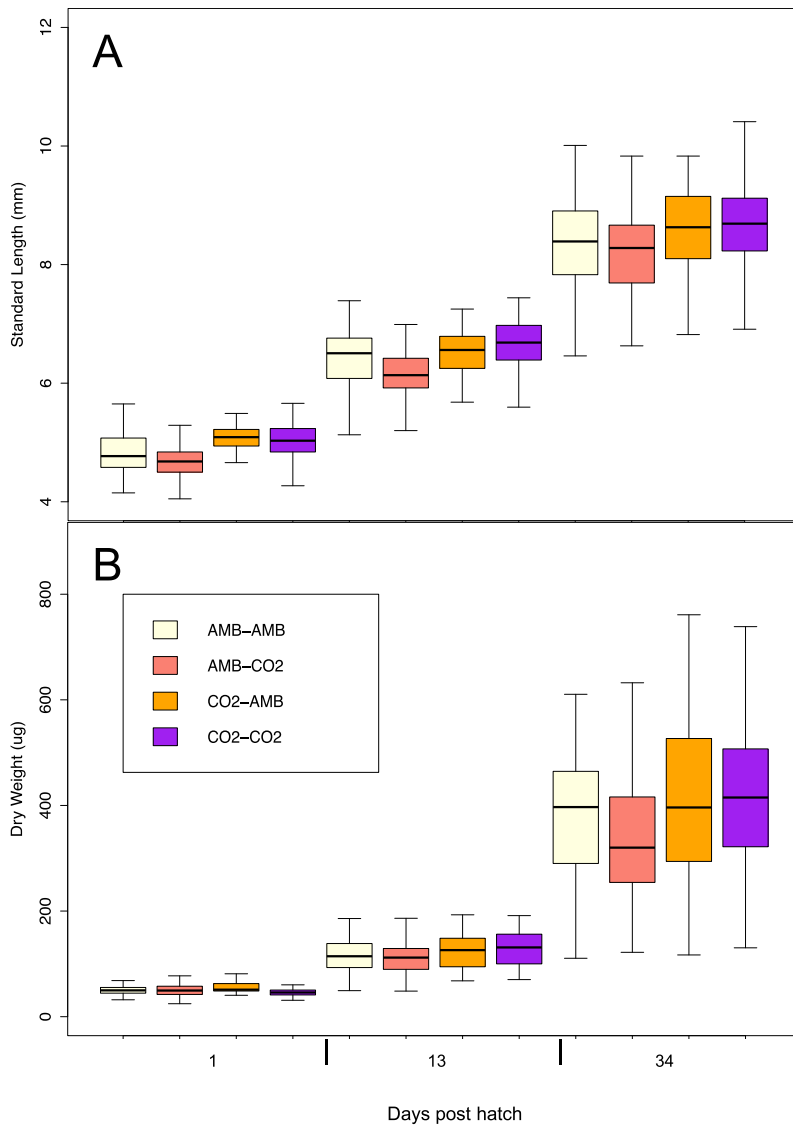 A
12
10
8
6
4
Standard Length (mm)
B
800
600
400
200
0
Dry Weight (ug)
AMB−AMB
AMB−CO2
CO2−AMB
CO2−CO2
1 13 34
Days post hatch